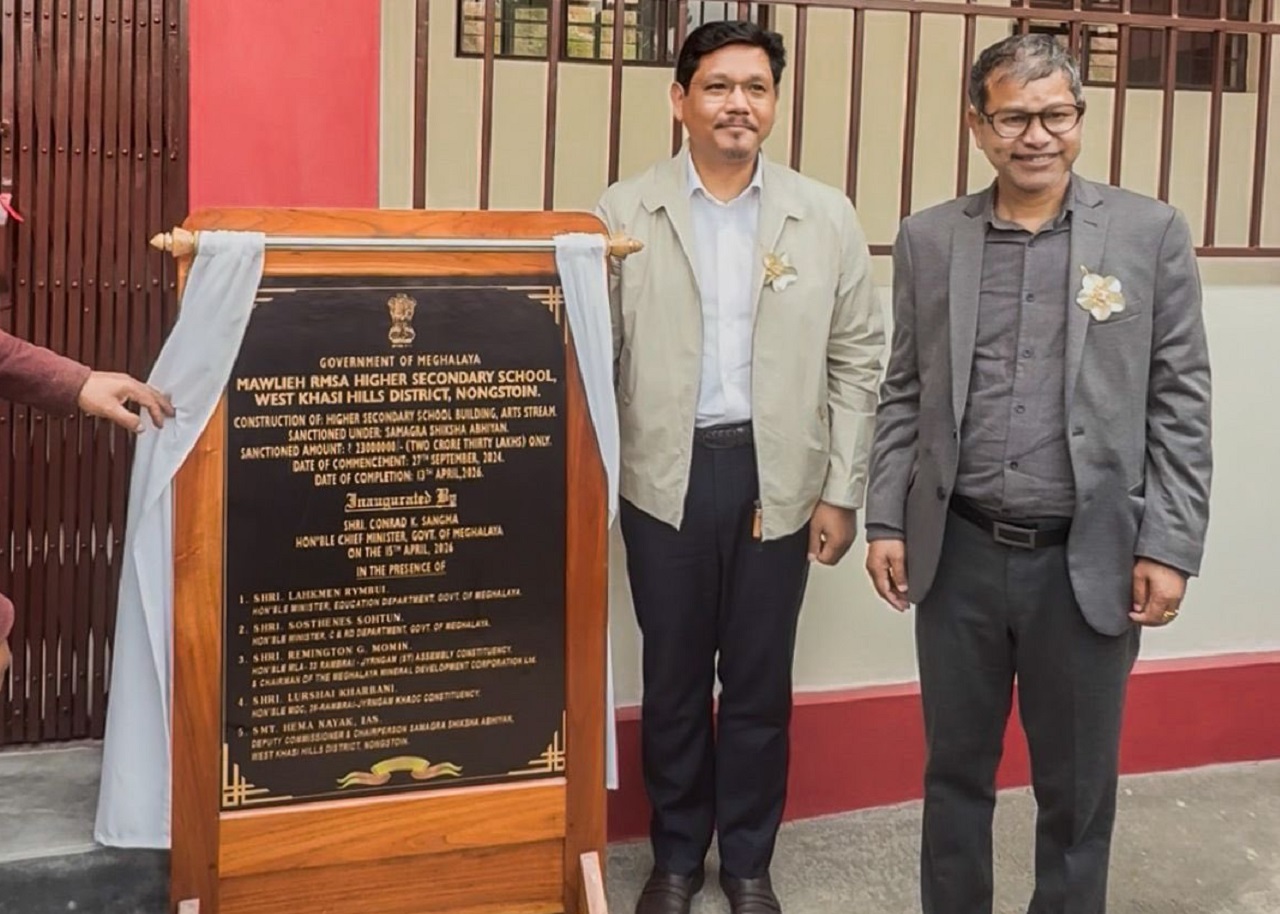 GOVERNMENT OF MEGHALAYA
MAWLIEH RMSA HIGHER SECONDARY SCHOOL,
WEST KHASI HILLS DISTRICT, NONGSTOIN.
CONSTRUCTION OF: HIGHER SECONDARY SCHOOL BUILDING, ARTS STREAM.
SANCTIONED UNDER: SAMAGRA SHIKSHA ABHIYAN.
SANCTIONED AMOUNT: ₹ 23000000/- (TWO CRORE THIRTY LAKHS) ONLY.
DATE OF COMMENCEMENT: 27TH SEPTEMBER, 2024.
DATE OF COMPLETION: 13TH APRIL,2026.
Inaugurated By
SHRI. CONRAD K. SANGMA
HON'BLE CHIEF MINISTER, GOVT. OF MEGHALAYA
ON THE 15TH APRIL, 2026
IN THE PRESENCE OF
1. SHRI. LAHKMEN RYMBUI.
HON'BLE MINISTER, EDUCATION DEPARTMENT, GOVT. OF MEGHALAYA.
2. SHRI. SOSTHENES SOHTUN.
HON'BLE MINISTER, C & RD DEPARTMENT, GOVT. OF MEGHALAYA.
3. SHRI. REMINGTON G. MOMIN.
HON'BLE MLA- 33 RAMBRAI - JYRNGAM (ST) ASSEMBLY CONSTITUENCY.
& CHAIRMAN OF THE MEGHALAYA MINERAL DEVELOPMENT CORPORATION Ltd.
4. SHRI. LURSHAI KHARBANI.
HON'BLE MDC, 26-RAMBRAI-JYRNGAM KHADC CONSTITUENCY.
5. SMT. HEMA NAYAK, IAS.
DEPUTY COMMISSIONER & CHAIRPERSON SAMAGRA SHIKSHA ABHIYAN,
WEST KHASI HILLS DISTRICT, NONGSTOIN.